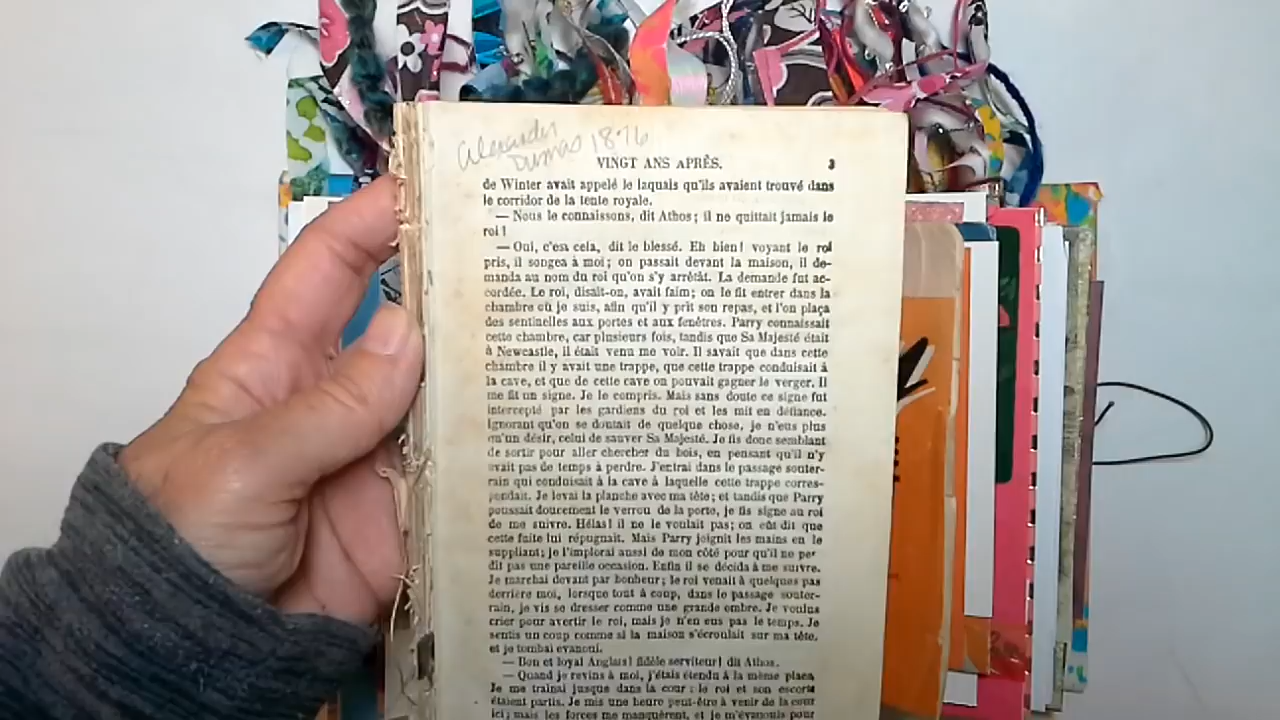 Alexander
Dumas 1876
VINGT ANS APRÈS. 3
de Winter avait appelé le laquais qu'ils avaient trouvé dans
le corridor de la tente royale.
— Nous le connaissons, dit Athos; il ne quittait jamais le
roi!
— Oui, c'est cela, dit le blessé. Eh bien! voyant le roi
pris, il songea à moi; on passait devant la maison, il de-
manda au nom du roi qu'on s'y arrêtât. La demande fut ac-
cordée. Le roi, disait-on, avait faim; on le fit entrer dans la
chambre où je suis, afin qu'il y prît son repas, et l'on plaça
des sentinelles aux portes et aux fenêtres. Parry connaissait
cette chambre, car plusieurs fois, tandis que Sa Majesté était
à Newcastle, il était venu me voir. Il savait que dans cette
chambre il y avait une trappe, que cette trappe conduisait à
la cave, et que de cette cave on pouvait gagner le verger. Il
me fit un signe. Je le compris. Mais sans doute ce signe fut
intercepté par les gardiens du roi et les mit en défiance.
Ignorant qu'on se doutait de quelque chose, je n'eus plus
qu'un désir, celui de sauver Sa Majesté. Je fis donc semblant
de sortir pour aller chercher du bois, en pensant qu'il n'y
avait pas de temps à perdre. J'entrai dans le passage souter-
rain qui conduisait à la cave à laquelle cette trappe corres-
pondait. Je levai la planche avec ma tête; et tandis que Parry
poussait doucement le verrou de la porte, je fis signe au roi
de me suivre. Hélas! il ne le voulait pas; on eût dit que
cette fuite lui répugnait. Mais Parry joignit les mains en le
suppliant; je l'implorai aussi de mon côté pour qu'il ne per
dît pas une pareille occasion. Enfin il se décida à me suivre.
Je marchai devant par bonheur; le roi venait à quelques pas
derrière moi, lorsque tout à coup, dans le passage souter-
rain, je vis se dresser comme une grande ombre. Je voulus
crier pour avertir le roi, mais je n'en eus pas le temps. Je
sentis un coup comme si la maison s'écroulait sur ma tête,
et je tombai évanoui.
— Bon et loyal Anglais! fidèle serviteur! dit Athos.
— Quand je revins à moi, j'étais étendu à la même place,
Je me traînai jusque dans la cour; le roi et son escorte
étaient partis. Je mis une heure peut-être à venir de la cour
ici; mais les forces me manquèrent, et je m'évanouis pour